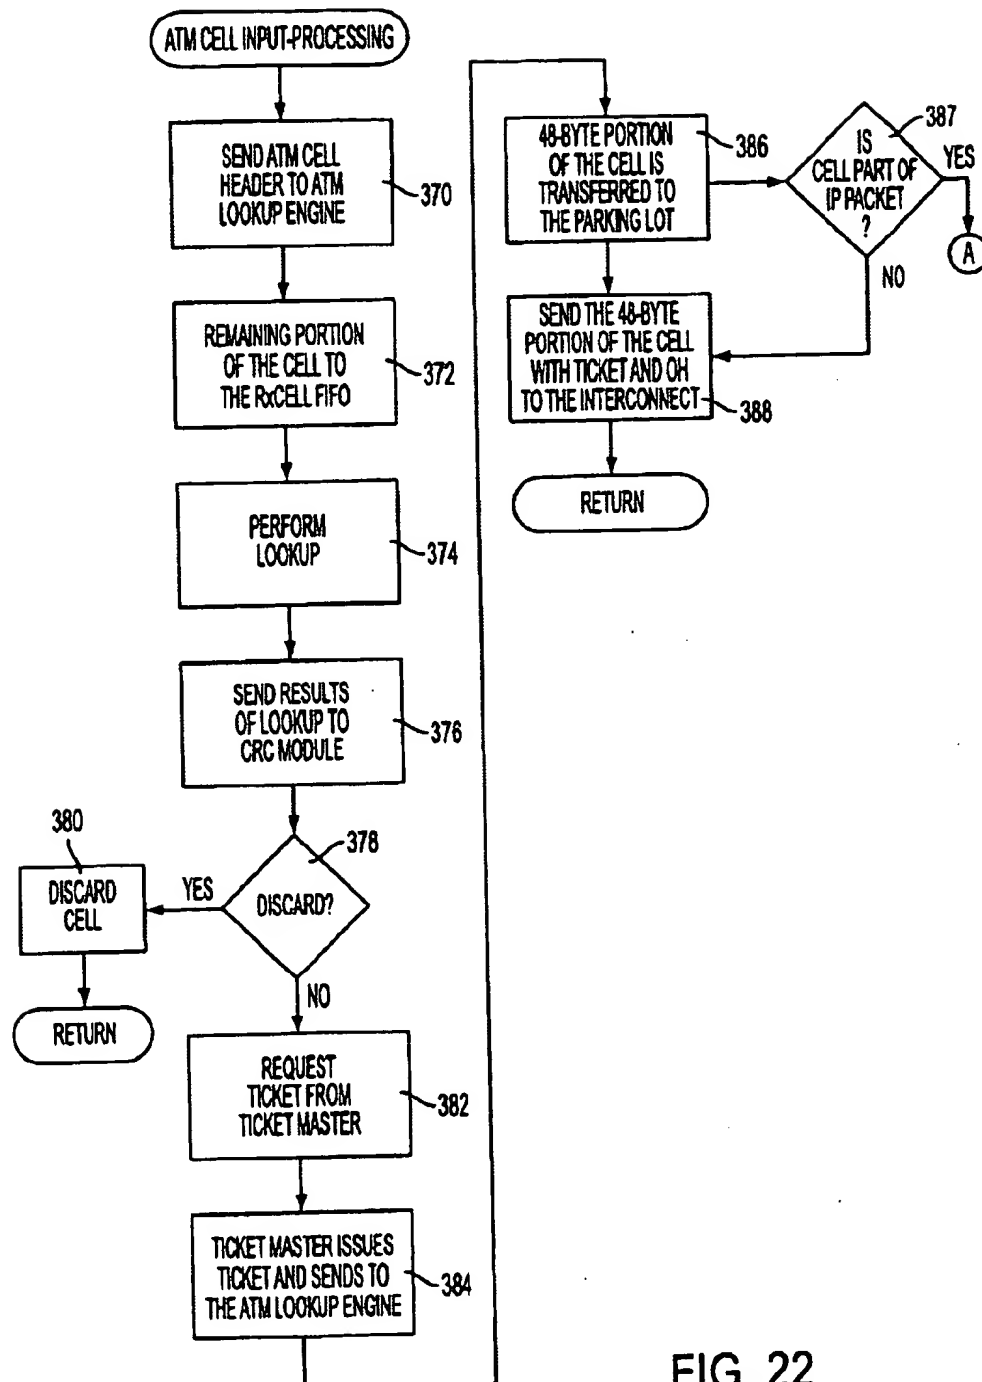 ATM CELL INPUT-PROCESSING
SEND ATM CELL
HEADER TO ATM
LOOKUP ENGINE
370
REMAINING PORTION
OF THE CELL TO
THE RxCELL FIFO
372
PERFORM
LOOKUP
374
SEND RESULTS
OF LOOKUP TO
CRC MODULE
376
378
DISCARD?
YES
380
DISCARD
CELL
RETURN
NO
REQUEST
TICKET FROM
TICKET MASTER
382
TICKET MASTER ISSUES
TICKET AND SENDS TO
THE ATM LOOKUP ENGINE
384
48-BYTE PORTION
OF THE CELL IS
TRANSFERRED TO
THE PARKING LOT
386
387
IS
CELL PART OF
IP PACKET
?
YES
A
NO
SEND THE 48-BYTE
PORTION OF THE CELL
WITH TICKET AND OH
TO THE INTERCONNECT
388
RETURN
FIG. 22